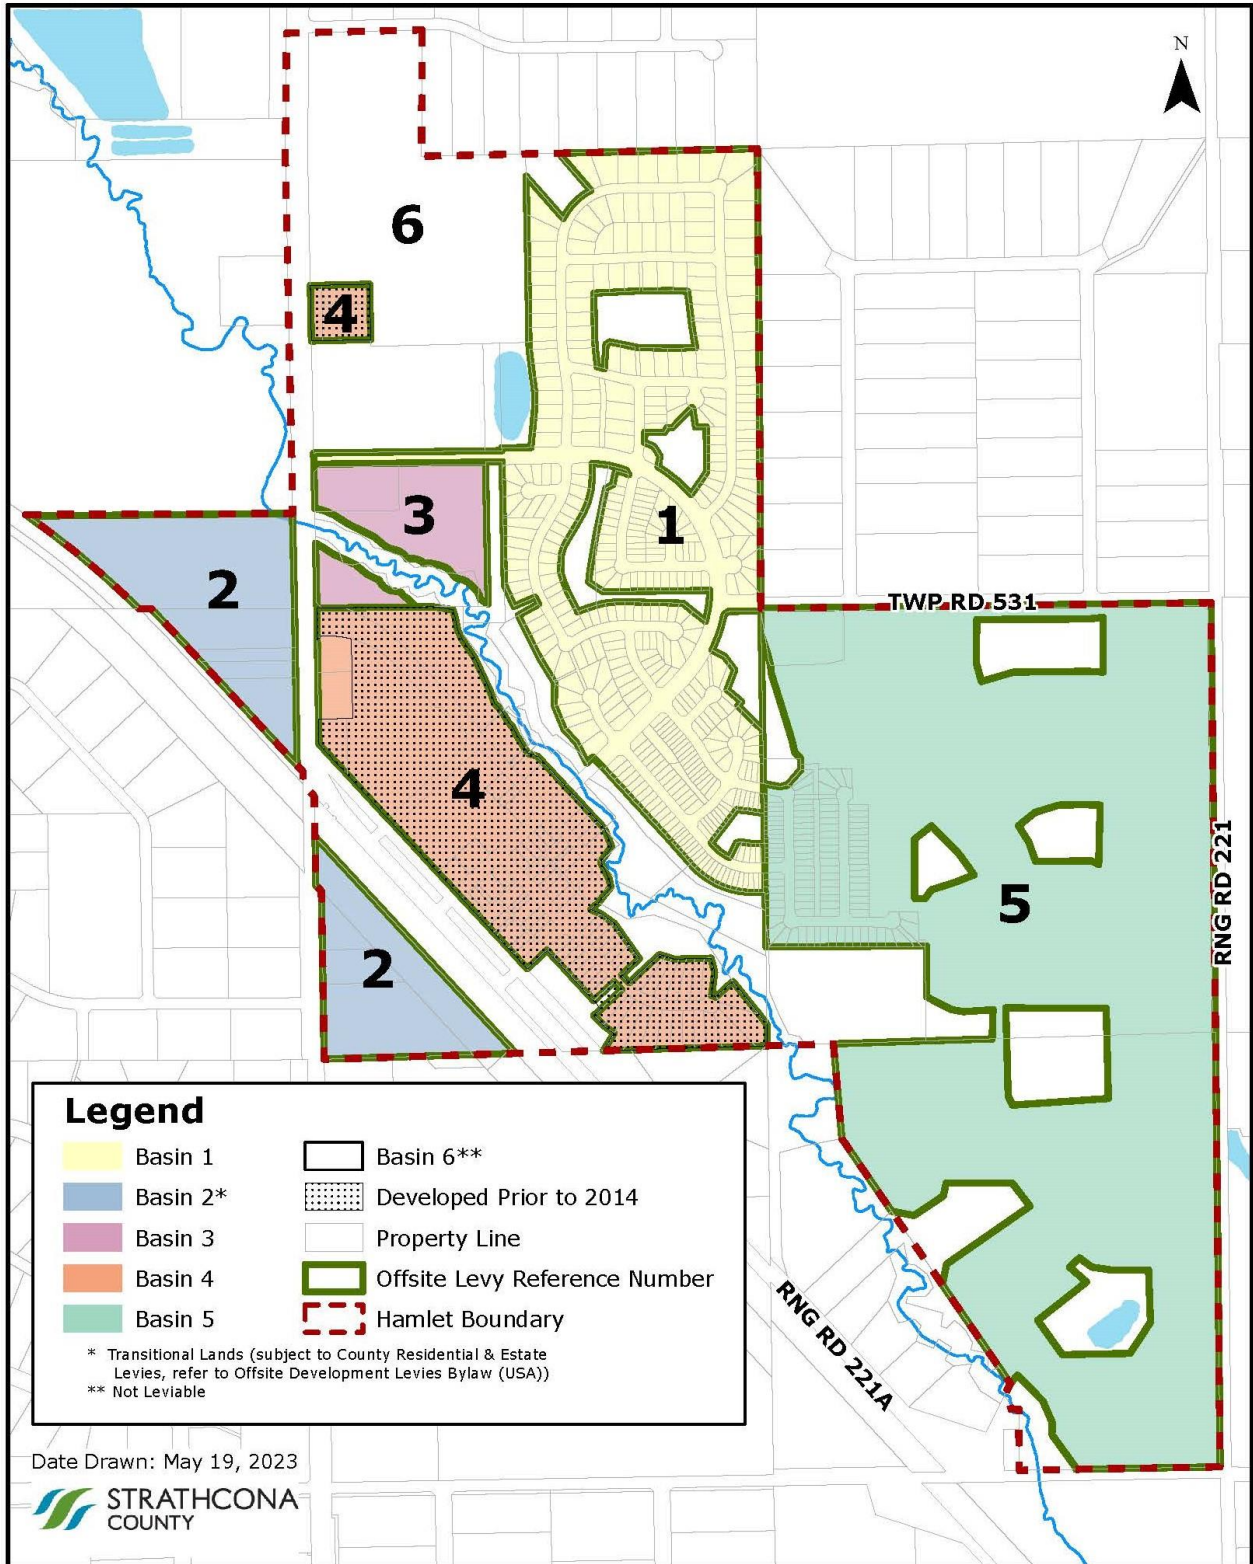 N
6
4
3
1
2
TWP RD 531
4
5
RNG RD 221
2
Legend
Basin 1
Basin 2*
Basin 3
Basin 4
Basin 5
Basin 6**
Developed Prior to 2014
Property Line
Offsite Levy Reference Number
Hamlet Boundary
* Transitional Lands (subject to County Residential & Estate
Levies, refer to Offsite Development Levies Bylaw (USA))
** Not Leviable
RNG RD 221A
Date Drawn: May 19, 2023
STRATHCONA
COUNTY